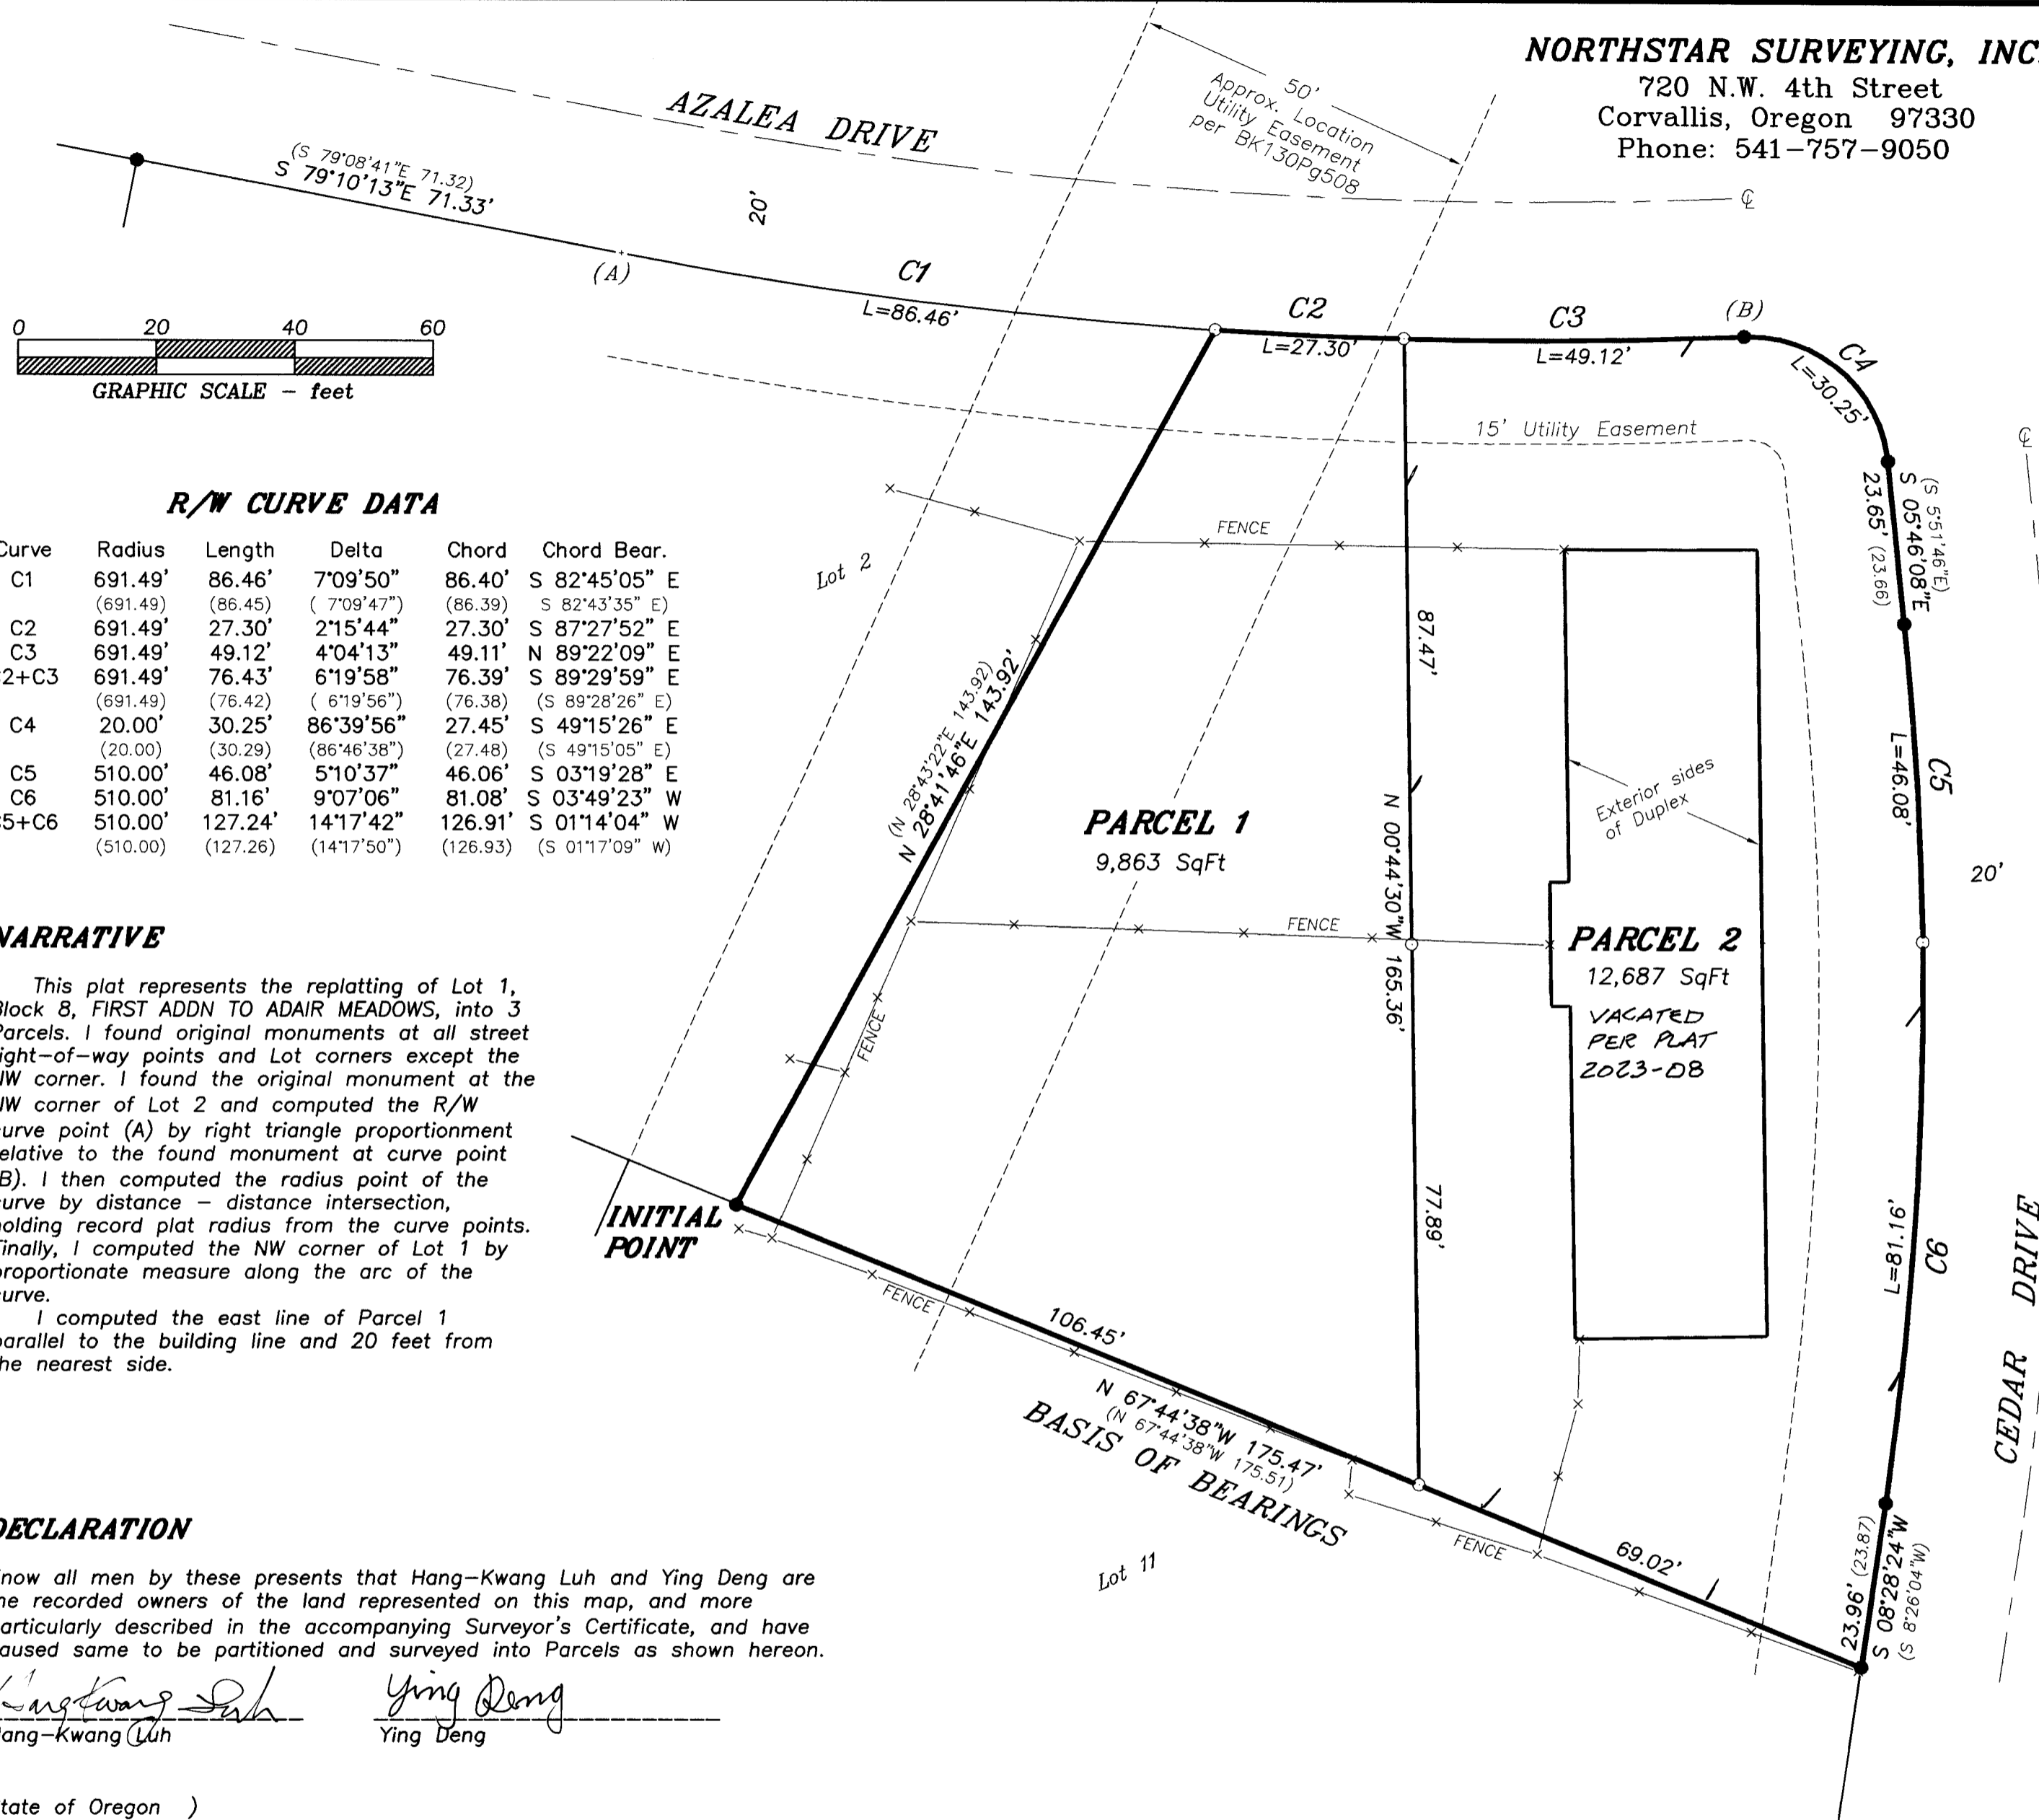 NORTHSTAR SURVEYING, INC.
720 N.W. 4th Street
Corvallis, Oregon 97330
Phone: 541-757-9050
AZALEA DRIVE
50'
Approx. Location
Utility Easement
per BK130Pg508
℄
(S 79°08'41"E 71.32)
S 79°10'13"E 71.33'
20'
(A)
C1
L=86.46'
C2
L=27.30'
C3
L=49.12'
(B)
C4
L=30.25'
0 20 40 60
GRAPHIC SCALE - feet
15' Utility Easement
℄
(S 5°51'46"E)
S 05°46'08"E
23.65' (23.66)
R/W CURVE DATA
Curve Radius Length Delta Chord Chord Bear.
C1 691.49' 86.46' 7°09'50" 86.40' S 82°45'05" E
(691.49) (86.45) ( 7°09'47") (86.39) S 82°43'35" E)
C2 691.49' 27.30' 2°15'44" 27.30' S 87°27'52" E
C3 691.49' 49.12' 4°04'13" 49.11' N 89°22'09" E
2+C3 691.49' 76.43' 6°19'58" 76.39' S 89°29'59" E
(691.49) (76.42) ( 6°19'56") (76.38) (S 89°28'26" E)
C4 20.00' 30.25' 86°39'56" 27.45' S 49°15'26" E
(20.00) (30.29) (86°46'38") (27.48) (S 49°15'05" E)
C5 510.00' 46.08' 5°10'37" 46.06' S 03°19'28" E
C6 510.00' 81.16' 9°07'06" 81.08' S 03°49'23" W
5+C6 510.00' 127.24' 14°17'42" 126.91' S 01°14'04" W
(510.00) (127.26) (14°17'50") (126.93) (S 01°17'09" W)
Lot 2
FENCE
87.47'
(N 28°43'22"E 143.92)
N 28°41'46"E 143.92'
PARCEL 1
9,863 SqFt
N 00°44'30"W 165.36'
Exterior sides
of Duplex
L=46.08'
C5
20'
FENCE
FENCE
PARCEL 2
12,687 SqFt
VACATED
PER PLAT
2023-08
77.89'
L=81.16'
C6
CEDAR DRIVE
INITIAL
POINT
FENCE
106.45'
N 67°44'38"W 175.47'
(N 67°44'38"W 175.51)
BASIS OF BEARINGS
Lot 11
FENCE
69.02'
23.96' (23.87)
S 08°28'24"W
(S 8°26'04"W)
NARRATIVE
This plat represents the replatting of Lot 1,
Block 8, FIRST ADDN TO ADAIR MEADOWS, into 3
Parcels. I found original monuments at all street
right-of-way points and Lot corners except the
NW corner. I found the original monument at the
NW corner of Lot 2 and computed the R/W
curve point (A) by right triangle proportionment
relative to the found monument at curve point
(B). I then computed the radius point of the
curve by distance - distance intersection,
holding record plat radius from the curve points.
Finally, I computed the NW corner of Lot 1 by
proportionate measure along the arc of the
curve.
I computed the east line of Parcel 1
parallel to the building line and 20 feet from
the nearest side.
DECLARATION
Know all men by these presents that Hang-Kwang Luh and Ying Deng are
the recorded owners of the land represented on this map, and more
particularly described in the accompanying Surveyor's Certificate, and have
caused same to be partitioned and surveyed into Parcels as shown hereon.
Hang Kwang Luh Ying Deng
Hang-Kwang Luh Ying Deng
State of Oregon )